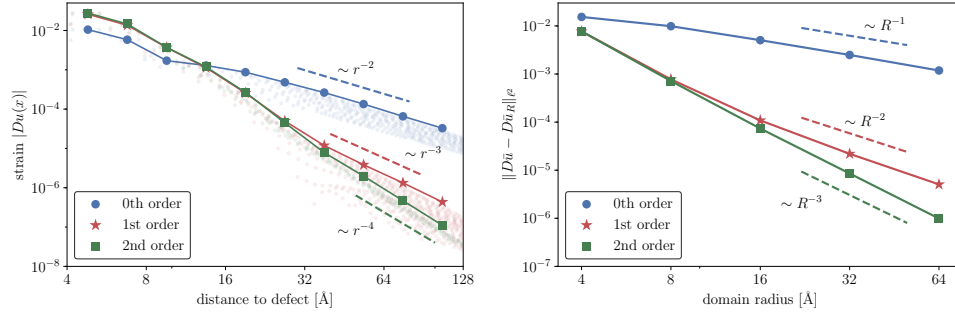 strain |Du(x)|
10⁻²
10⁻⁴
10⁻⁶
10⁻⁸
∼ r⁻²
∼ r⁻³
∼ r⁻⁴
0th order
1st order
2nd order
4 8 16 32 64 128
distance to defect [Å]
‖Dū − Dū_R‖_ℓ²
10⁻²
10⁻³
10⁻⁴
10⁻⁵
10⁻⁶
10⁻⁷
∼ R⁻¹
∼ R⁻²
∼ R⁻³
0th order
1st order
2nd order
4 8 16 32 64
domain radius [Å]